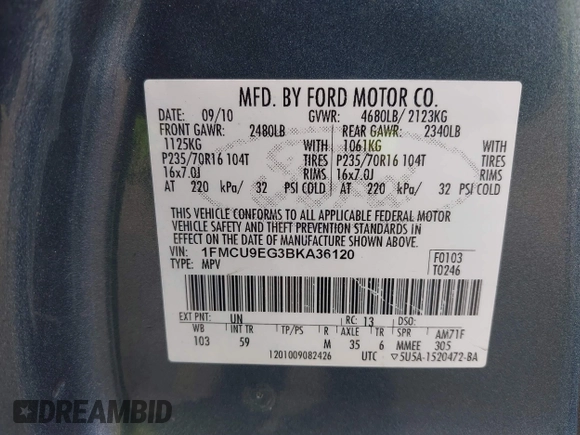 MFD. BY FORD MOTOR CO.
DATE: 09/10 GVWR: 4680LB/ 2123KG
FRONT GAWR: 2480LB REAR GAWR: 2340LB
1125KG WITH 1061KG WITH
P235/70R16 104T TIRES P235/70R16 104T TIRES
16x7.0J RIMS 16x7.0J RIMS
AT 220 kPa/ 32 PSI COLD AT 220 kPa/ 32 PSI COLD
THIS VEHICLE CONFORMS TO ALL APPLICABLE FEDERAL MOTOR
VEHICLE SAFETY AND THEFT PREVENTION STANDARDS IN EFFECT ON
THE DATE OF MANUFACTURE SHOWN ABOVE.
VIN: 1FMCU9EG3BKA36120 F0103
TYPE: MPV T0246
EXT PNT: UN RC: 13 DSO:
WB INT TR TP/PS R AXLE TR SPR AM71F
103 59 M 35 6 MMEE 305
1201009082426 UTC ▽5U5A-1520472-BA
DREAMBID